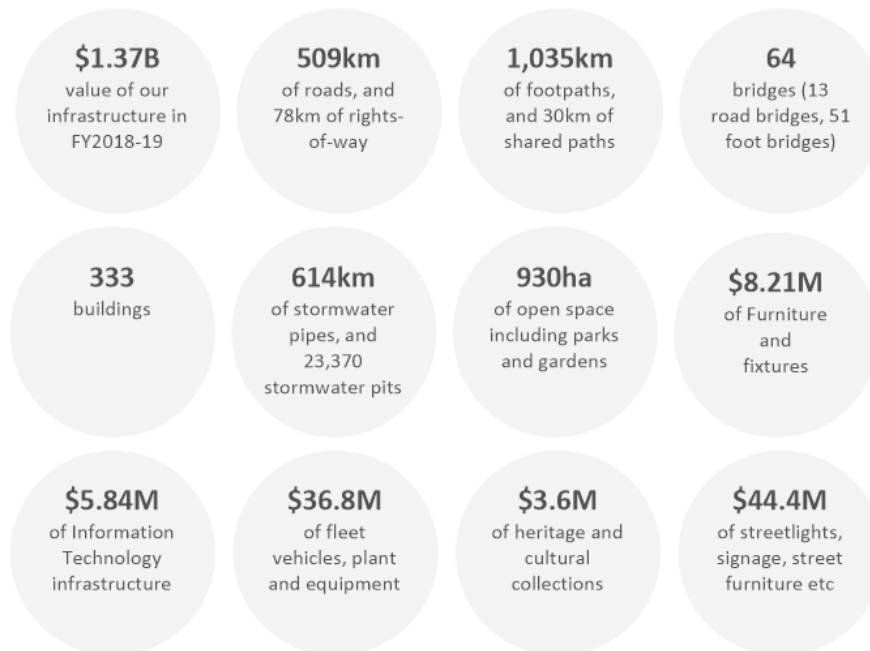 $1.37B
value of our
infrastructure in
FY2018-19
509km
of roads, and
78km of rights-
of-way
1,035km
of footpaths,
and 30km of
shared paths
64
bridges (13
road bridges, 51
foot bridges)
333
buildings
614km
of stormwater
pipes, and
23,370
stormwater pits
930ha
of open space
including parks
and gardens
$8.21M
of Furniture
and
fixtures
$5.84M
of Information
Technology
infrastructure
$36.8M
of fleet
vehicles, plant
and equipment
$3.6M
of heritage and
cultural
collections
$44.4M
of streetlights,
signage, street
furniture etc